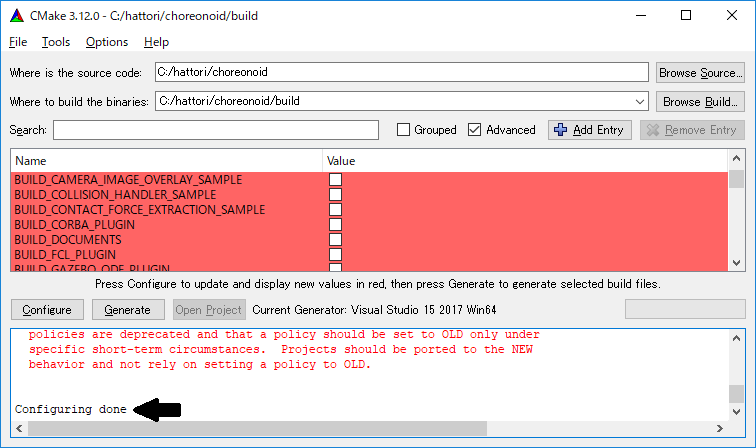 CMake 3.12.0 - C:/hattori/choreonoid/build
File Tools Options Help
Where is the source code: C:/hattori/choreonoid Browse Source...
Where to build the binaries: C:/hattori/choreonoid/build Browse Build...
Search: Grouped Advanced Add Entry Remove Entry
Name Value
BUILD_CAMERA_IMAGE_OVERLAY_SAMPLE
BUILD_COLLISION_HANDLER_SAMPLE
BUILD_CONTACT_FORCE_EXTRACTION_SAMPLE
BUILD_CORBA_PLUGIN
BUILD_DOCUMENTS
BUILD_FCL_PLUGIN
BUILD_GAZEBO_ODE_PLUGIN
Press Configure to update and display new values in red, then press Generate to generate selected build files.
Configure Generate Open Project Current Generator: Visual Studio 15 2017 Win64
policies are deprecated and that a policy should be set to OLD only under
specific short-term circumstances.  Projects should be ported to the NEW
behavior and not rely on setting a policy to OLD.
Configuring done